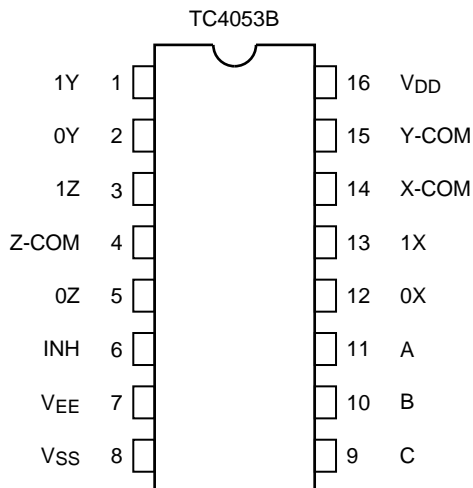 TC4053B
1Y 1 16 VDD
0Y 2 15 Y-COM
1Z 3 14 X-COM
Z-COM 4 13 1X
0Z 5 12 0X
INH 6 11 A
VEE 7 10 B
VSS 8 9 C